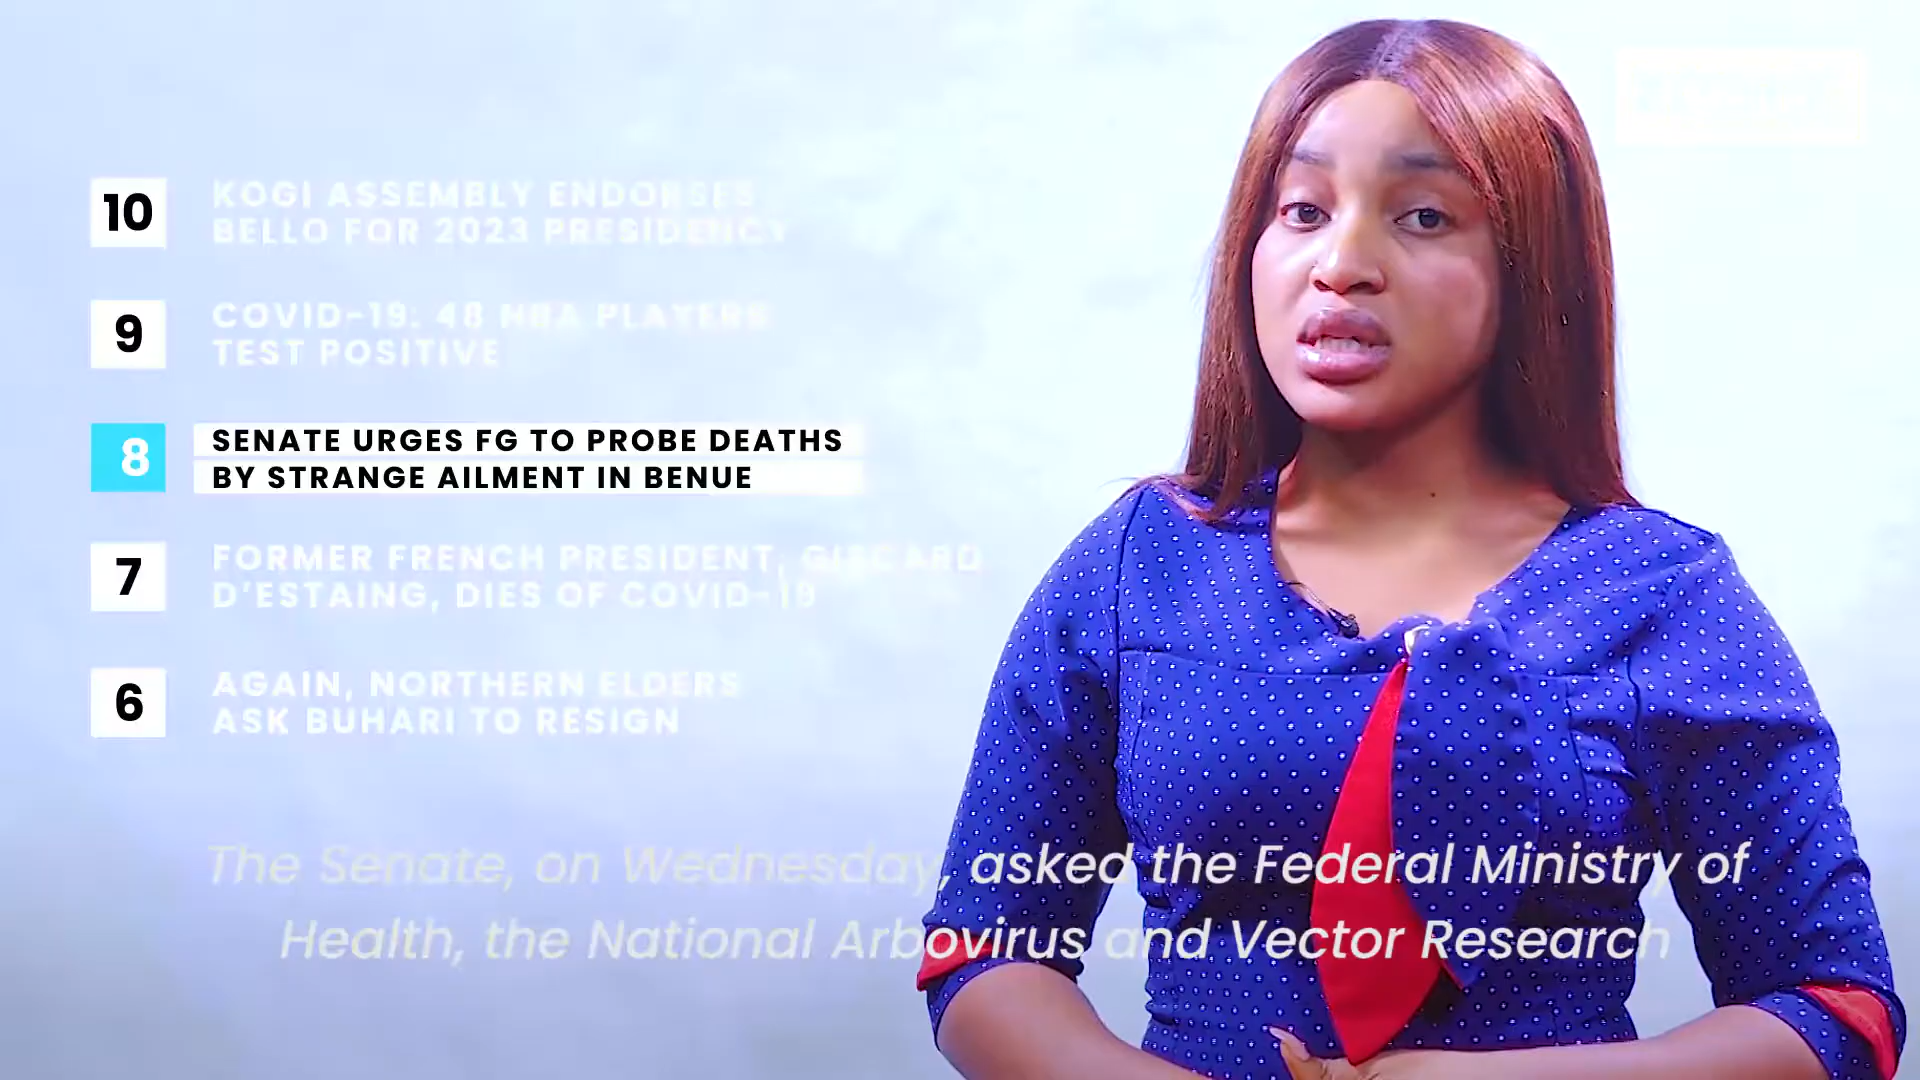 10
KOGI ASSEMBLY ENDORSES
BELLO FOR 2023 PRESIDENCY
9
COVID-19: 48 NBA PLAYERS
TEST POSITIVE
8
SENATE URGES FG TO PROBE DEATHS
BY STRANGE AILMENT IN BENUE
7
FORMER FRENCH PRESIDENT, GISCARD
D'ESTAING, DIES OF COVID-19
6
AGAIN, NORTHERN ELDERS
ASK BUHARI TO RESIGN
The Senate, on Wednesday, asked the Federal Ministry of
Health, the National Arbovirus and Vector Research